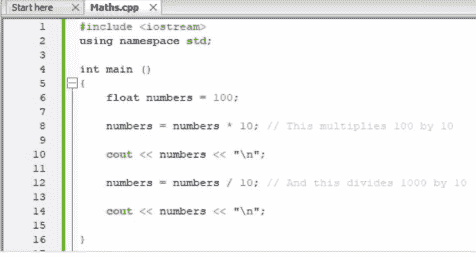 Start here X Maths.cpp X
1 #include <iostream>
2 using namespace std;
3
4 int main ()
5 {
6 float numbers = 100;
7
8 numbers = numbers * 10; // This multiplies 100 by 10
9
10 cout << numbers << "\n";
11
12 numbers = numbers / 10; // And this divides 1000 by 10
13
14 cout << numbers << "\n";
15
16 }